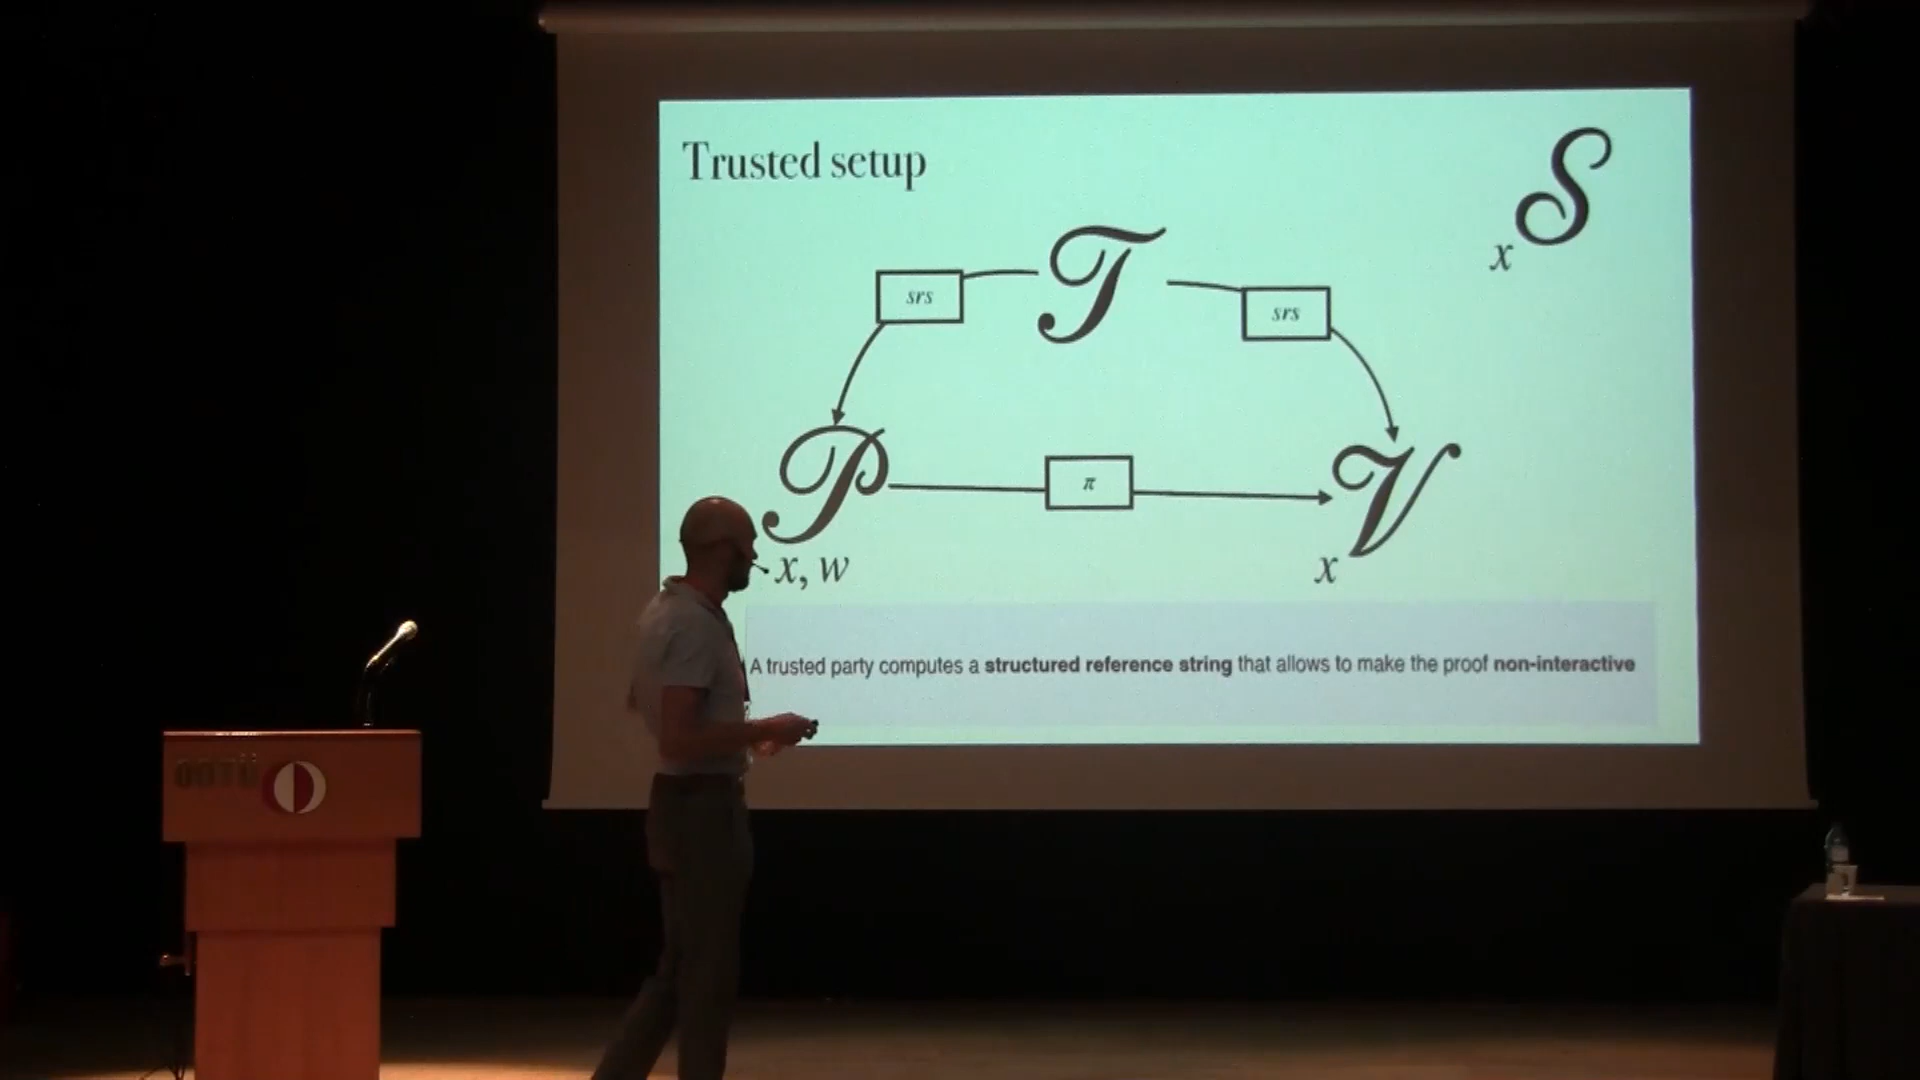 Trusted setup
S
x
T
srs
srs
P
π
V
x, w
x
A trusted party computes a structured reference string that allows to make the proof non-interactive
ODTÜ